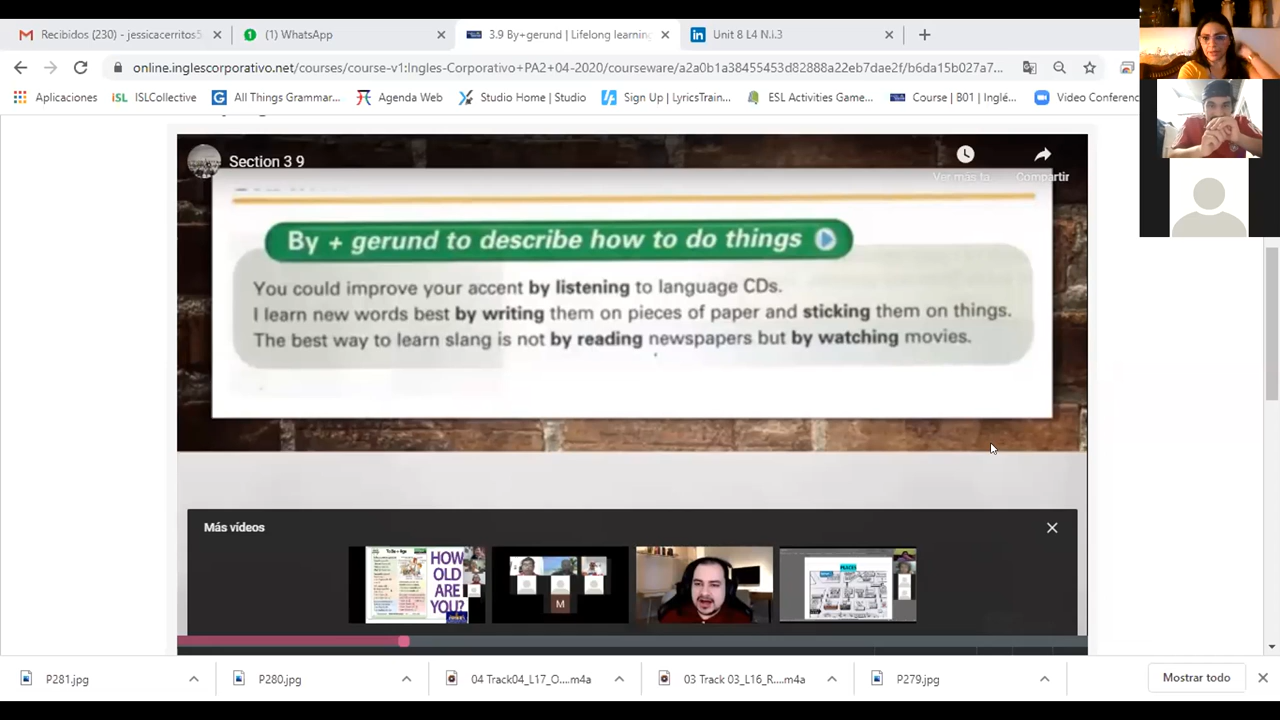 Recibidos (230) - jessicacerritos5
(1) WhatsApp
3.9 By+gerund | Lifelong learning
Unit 8 L4 N.i.3
online.inglescorporativo.net/courses/course-v1:Ingles-Corporativo+PA2+04-2020/courseware/a2a0b1a38455453d82888a22eb7dae2f/b6da15b027a7...
Aplicaciones
ISLCollective
All Things Grammar...
Agenda Web
Studio Home | Studio
Sign Up | LyricsTrain...
ESL Activities Game...
Course | B01 | Inglé...
Video Conferenc
Section 3 9
Ver más ta
Compartir
By + gerund to describe how to do things
You could improve your accent by listening to language CDs.
I learn new words best by writing them on pieces of paper and sticking them on things.
The best way to learn slang is not by reading newspapers but by watching movies.
Más vídeos
HOW
OLD
ARE
YOU?
M
PLACES
P281.jpg
P280.jpg
04 Track04_L17_O....m4a
03 Track 03_L16_R....m4a
P279.jpg
Mostrar todo